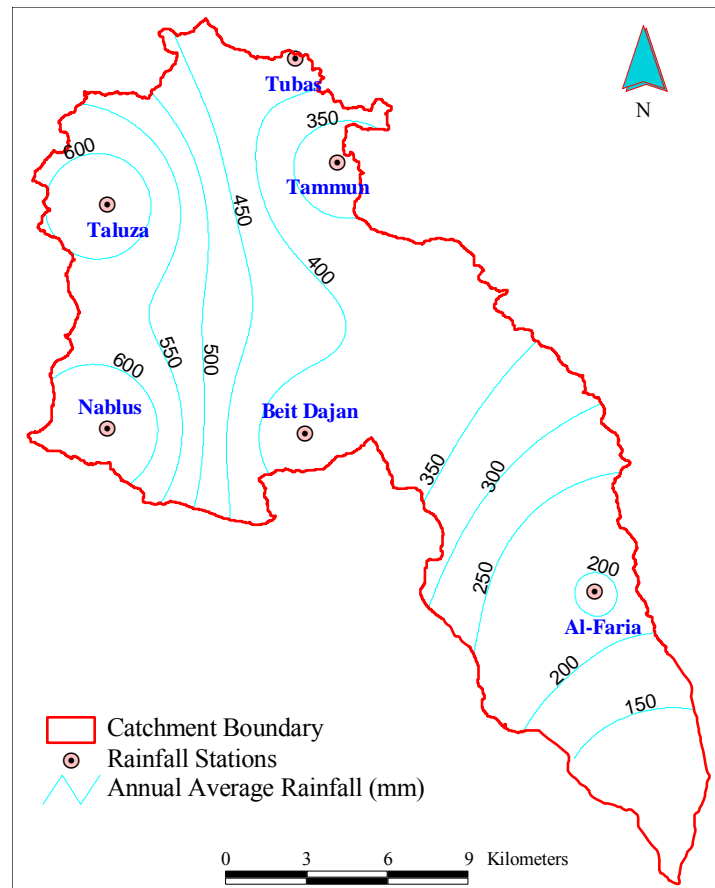 Tubas
N
350
600
Tammun
Taluza
450
400
550
500
600
Nablus
Beit Dajan
350
300
250
200
Al-Faria
200
150
Catchment Boundary
Rainfall Stations
Annual Average Rainfall (mm)
0 3 6 9 Kilometers